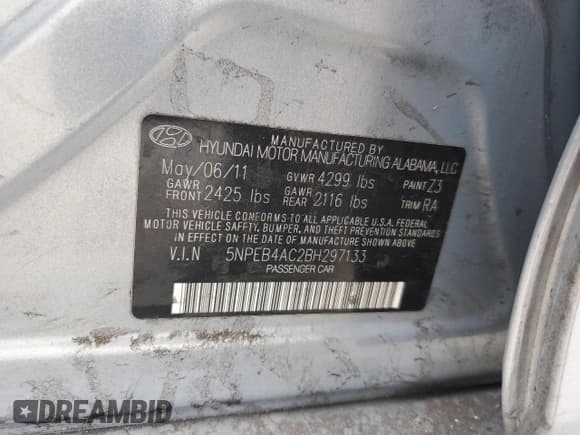 MANUFACTURED BY
HYUNDAI MOTOR MANUFACTURING ALABAMA, LLC
May/06/11 GVWR 4299 lbs PAINT Z3
GAWR FRONT 2425 lbs GAWR REAR 2116 lbs TRIM RA
THIS VEHICLE CONFORMS TO ALL APPLICABLE U.S.A. FEDERAL
MOTOR VEHICLE SAFETY, BUMPER, AND THEFT PREVENTION
STANDARDS IN EFFECT ON THE DATE OF MANUFACTURE
SHOWN ABOVE.
V.I.N 5NPEB4AC2BH297133
PASSENGER CAR
DREAMBID